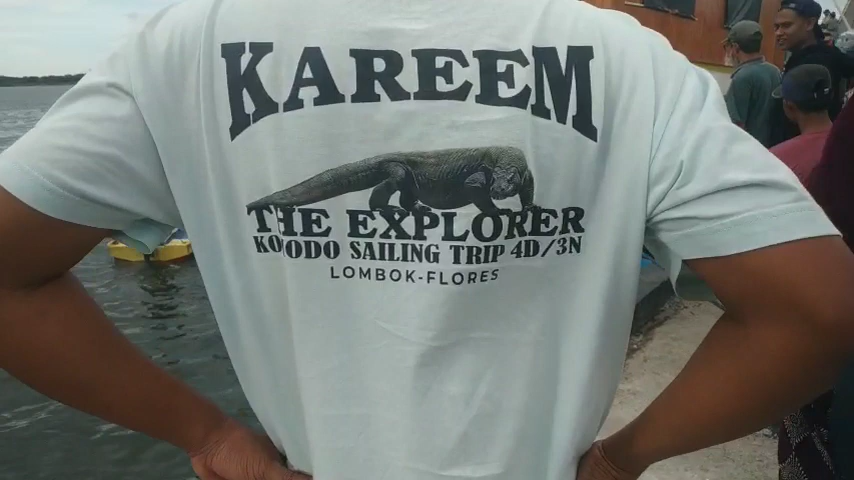 KAREEM
THE EXPLORER
KOMODO SAILING TRIP 4D/3N
LOMBOK-FLORES